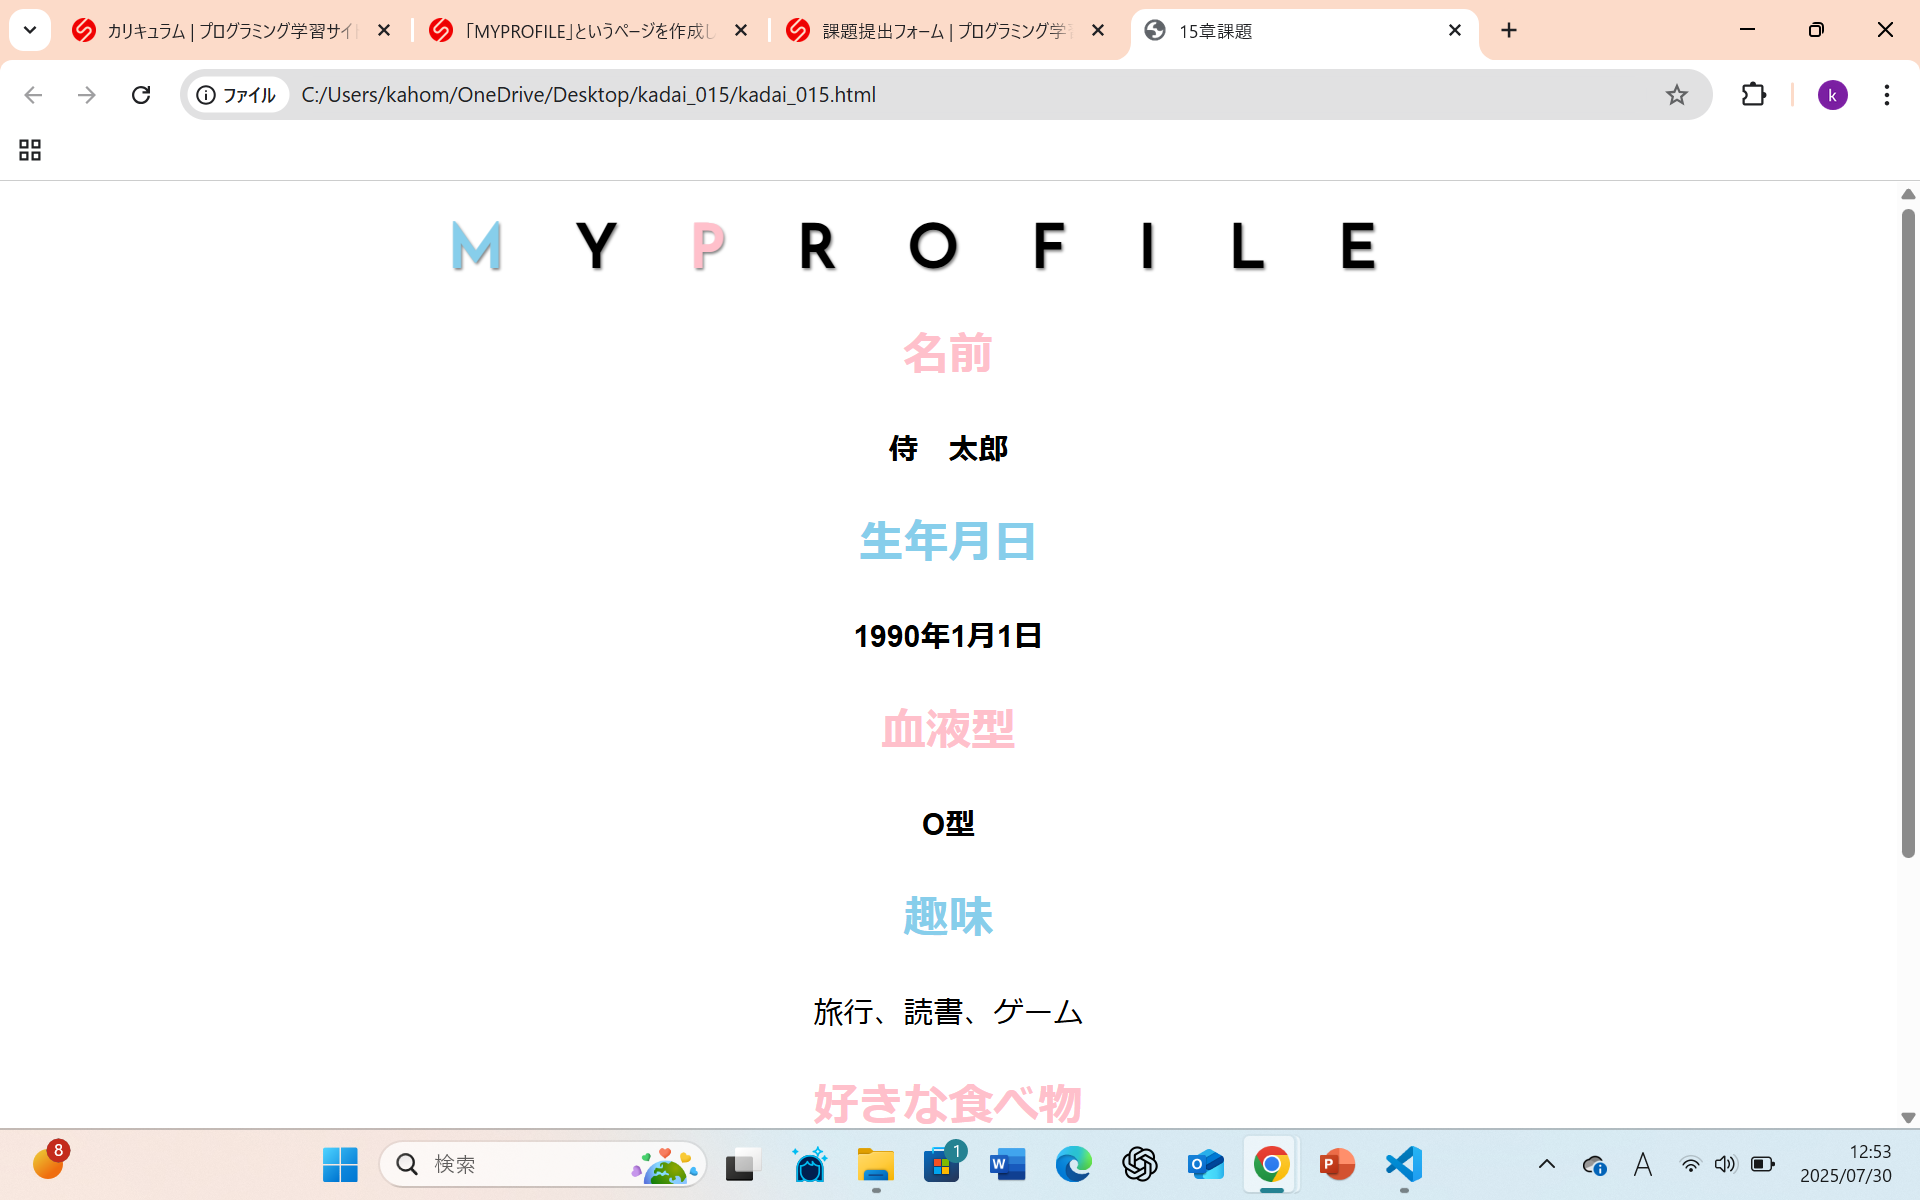 カリキュラム | プログラミング学習サイト
「MYPROFILE」というページを作成し
課題提出フォーム | プログラミング学習
15章課題
ファイル
C:/Users/kahom/OneDrive/Desktop/kadai_015/kadai_015.html
k
M Y P R O F I L E
名前
侍　太郎
生年月日
1990年1月1日
血液型
O型
趣味
旅行、読書、ゲーム
好きな食べ物
8
検索
1
A
12:53
2025/07/30